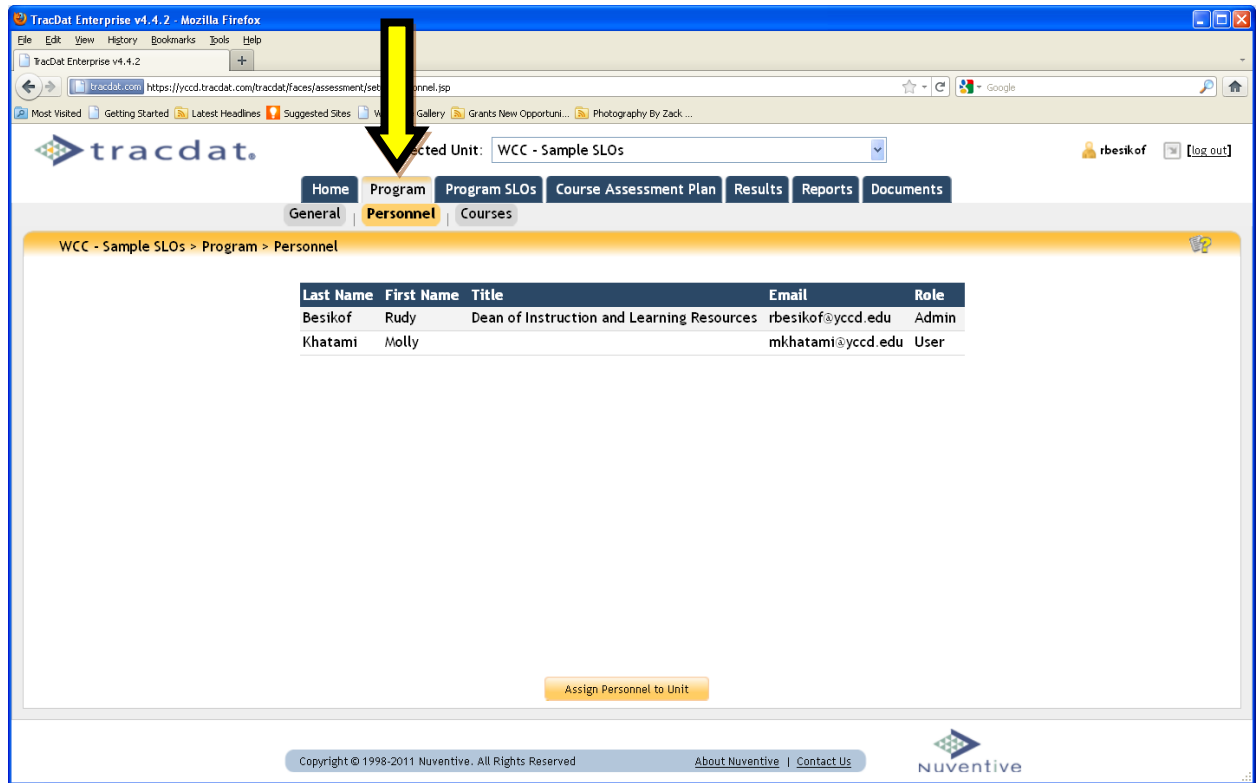 TracDat Enterprise v4.4.2 - Mozilla Firefox
File Edit View History Bookmarks Tools Help
TracDat Enterprise v4.4.2 +
tracdat.com https://yccd.tracdat.com/tracdat/faces/assessment/set onnel.jsp Google
Most Visited Getting Started Latest Headlines Suggested Sites Gallery Grants New Opportuni... Photography By Zack ...
tracdat. ected Unit: WCC - Sample SLOs rbesikof [log out]
Home Program Program SLOs Course Assessment Plan Results Reports Documents
General | Personnel | Courses
WCC - Sample SLOs > Program > Personnel
Last Name First Name Title Email Role
Besikof Rudy Dean of Instruction and Learning Resources rbesikof@yccd.edu Admin
Khatami Molly mkhatami@yccd.edu User
Assign Personnel to Unit
Copyright © 1998-2011 Nuventive. All Rights Reserved About Nuventive | Contact Us
nuventive